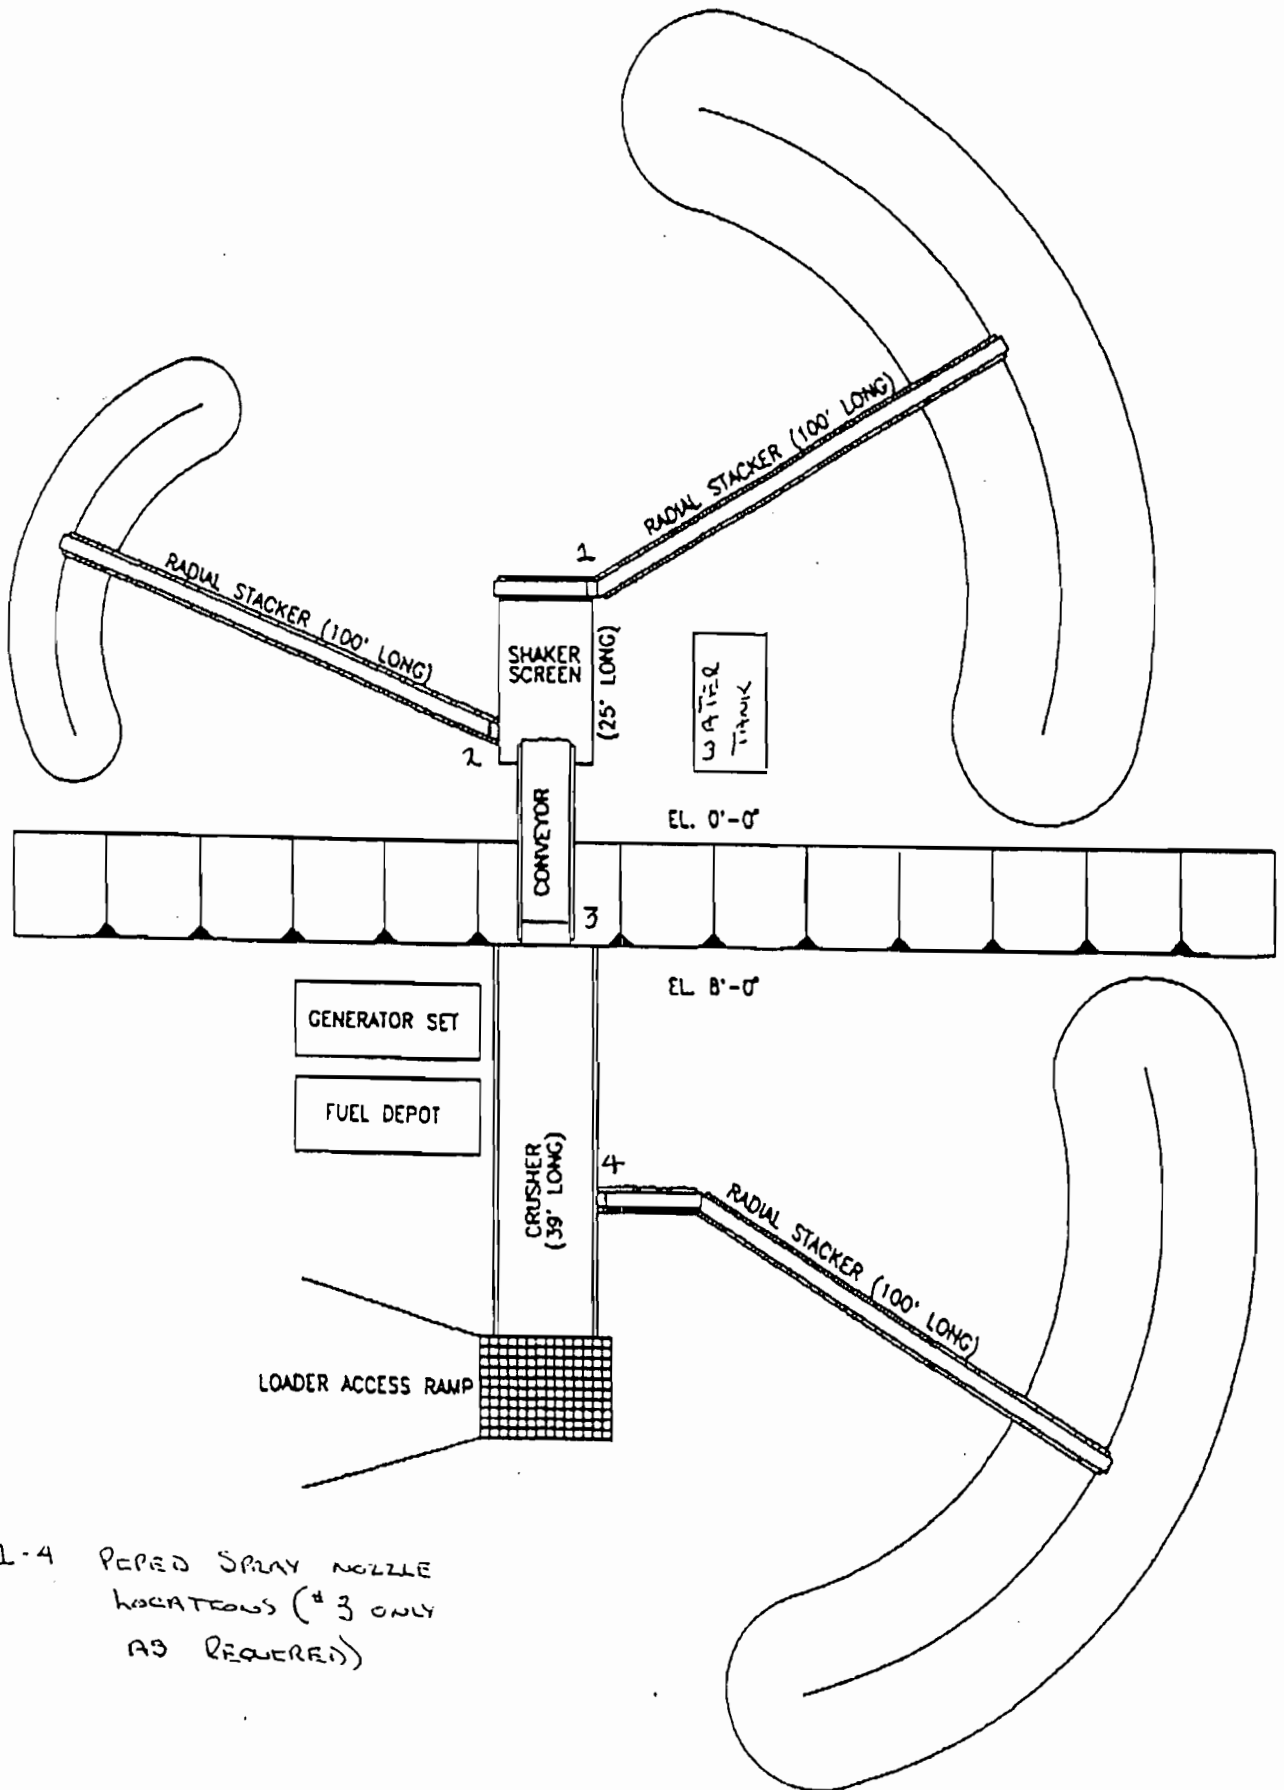 RADIAL STACKER (100' LONG)
RADIAL STACKER (100' LONG)
1
SHAKER
SCREEN
(25' LONG)
WATER
TANK
2
CONVEYOR
EL. 0'-0"
3
EL. 8'-0"
GENERATOR SET
FUEL DEPOT
CRUSHER
(39' LONG)
4
RADIAL STACKER (100' LONG)
LOADER ACCESS RAMP
1-4 PIPED SPRAY NOZZLE
LOCATIONS (#3 ONLY
AS REQUIRED)